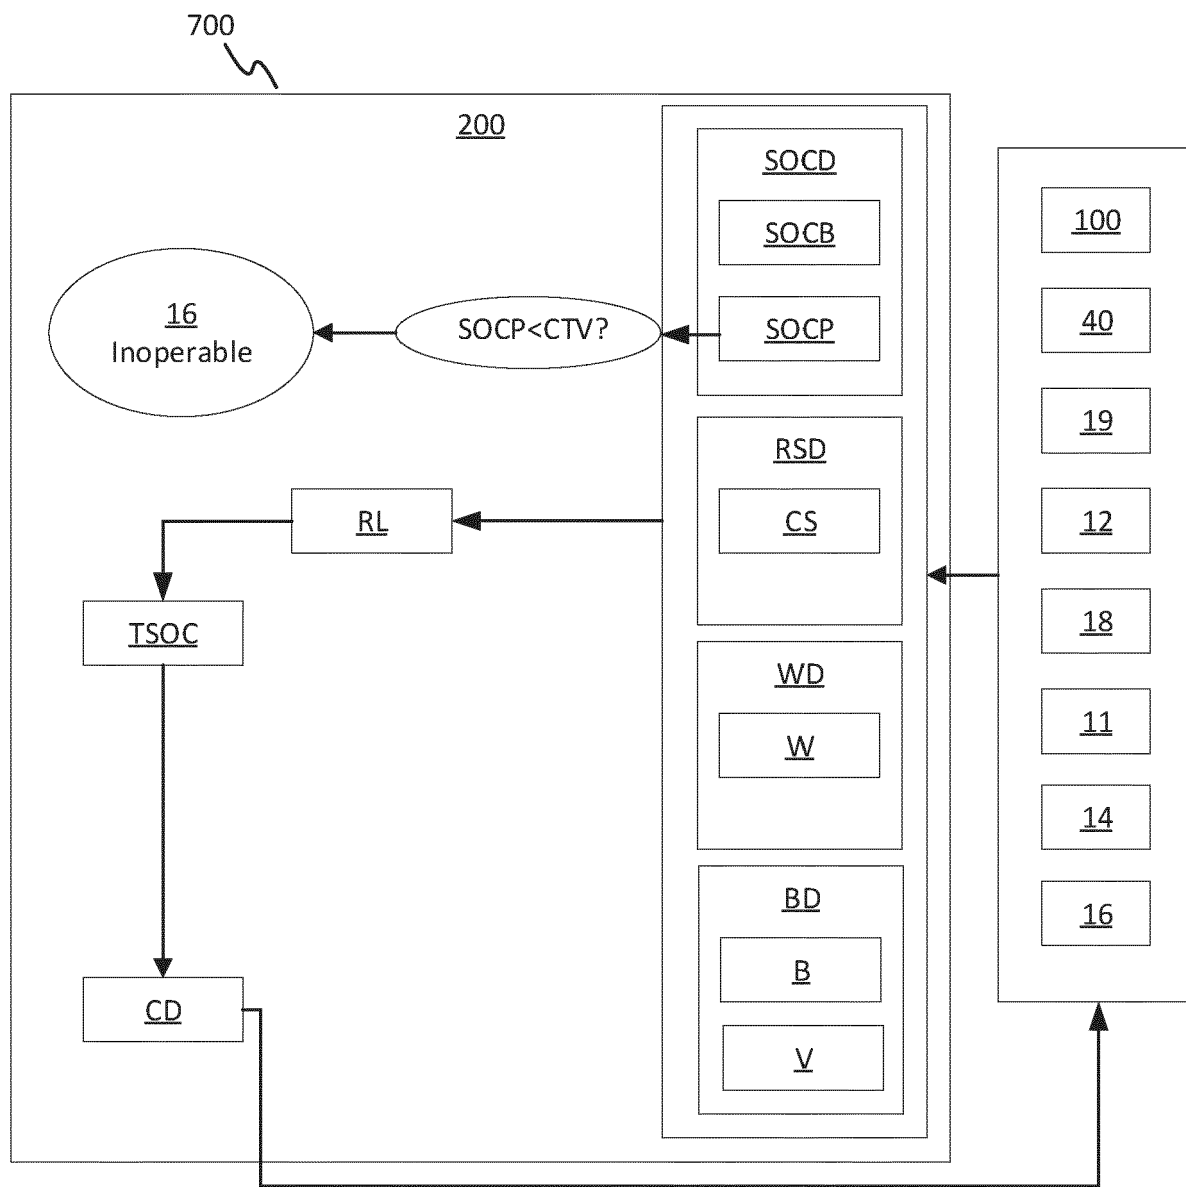 700
200
SOCD
SOCB
SOCP
SOCP<CTV?
16
Inoperable
RSD
CS
RL
TSOC
WD
W
BD
B
V
CD
100
40
19
12
18
11
14
16